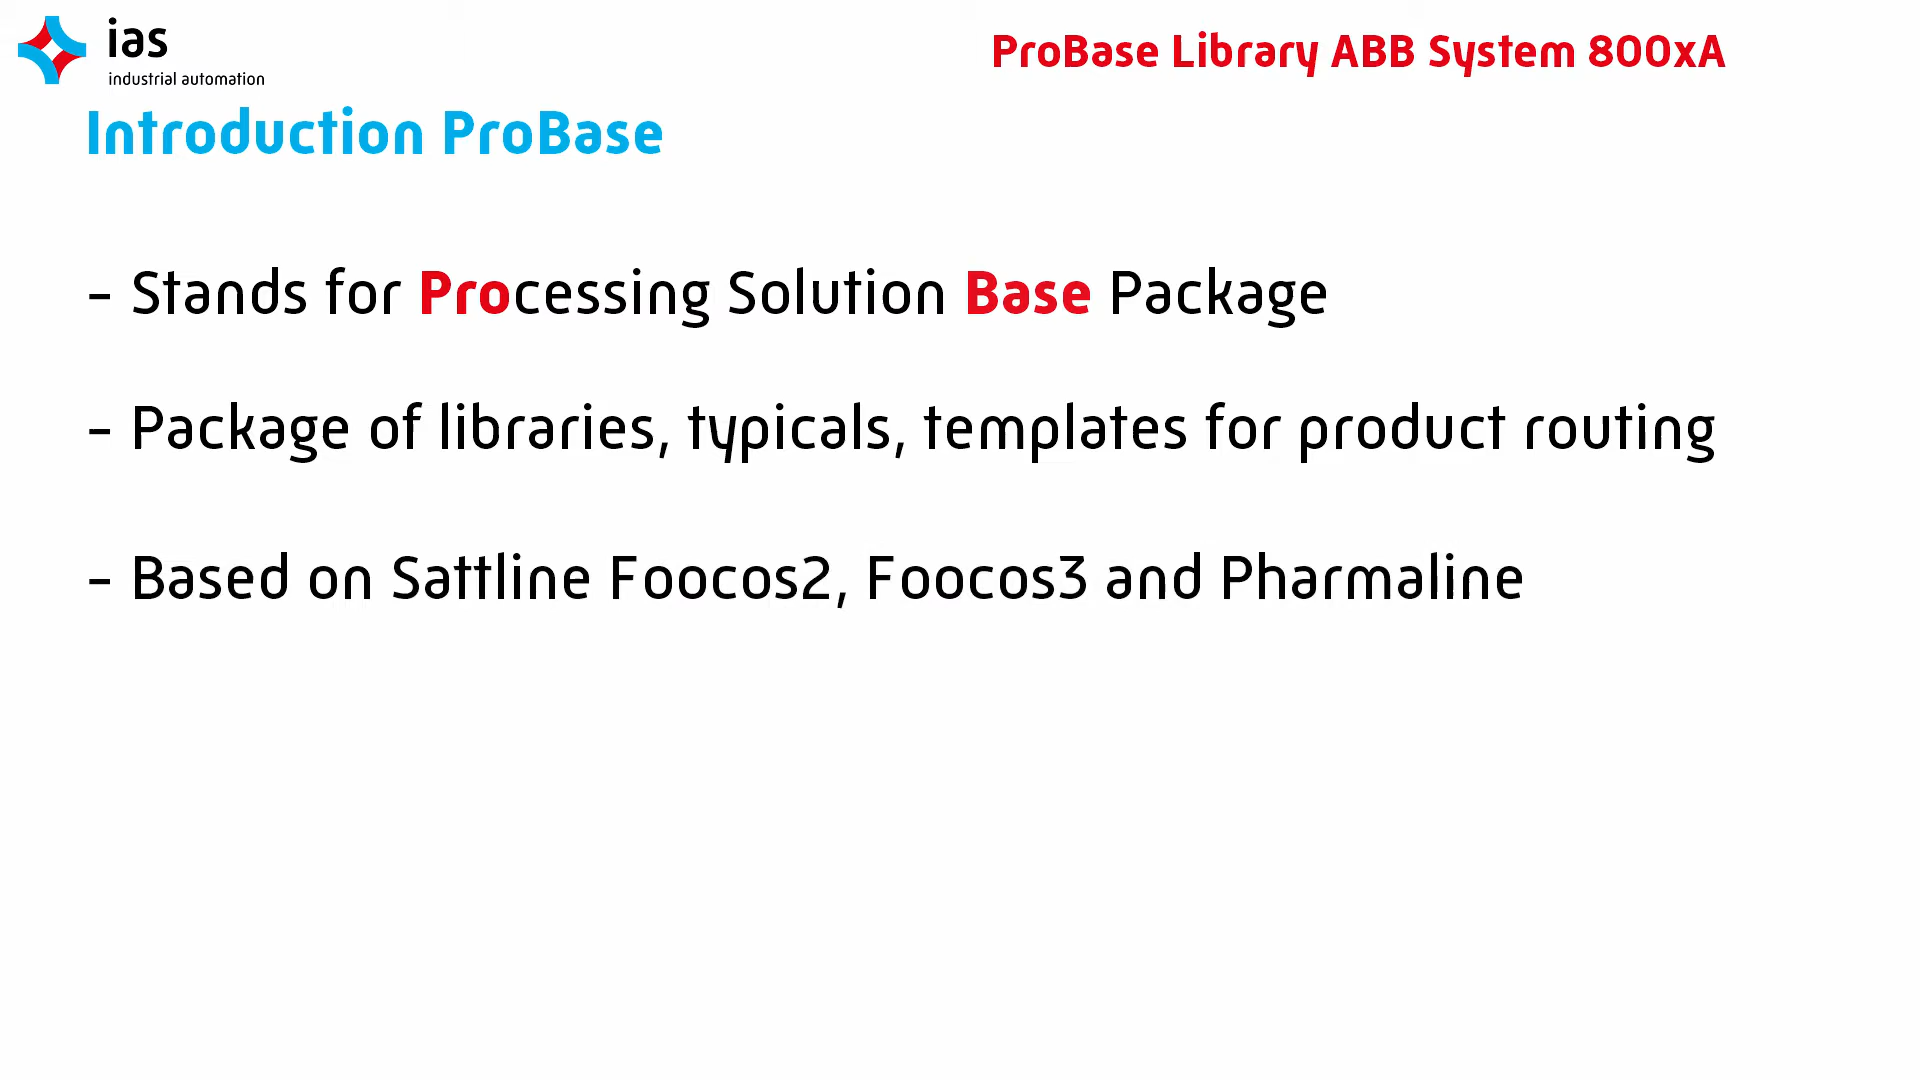 ias
industrial automation
ProBase Library ABB System 800xA
Introduction ProBase
- Stands for Processing Solution Base Package
- Package of libraries, typicals, templates for product routing
- Based on Sattline Foocos2, Foocos3 and Pharmaline